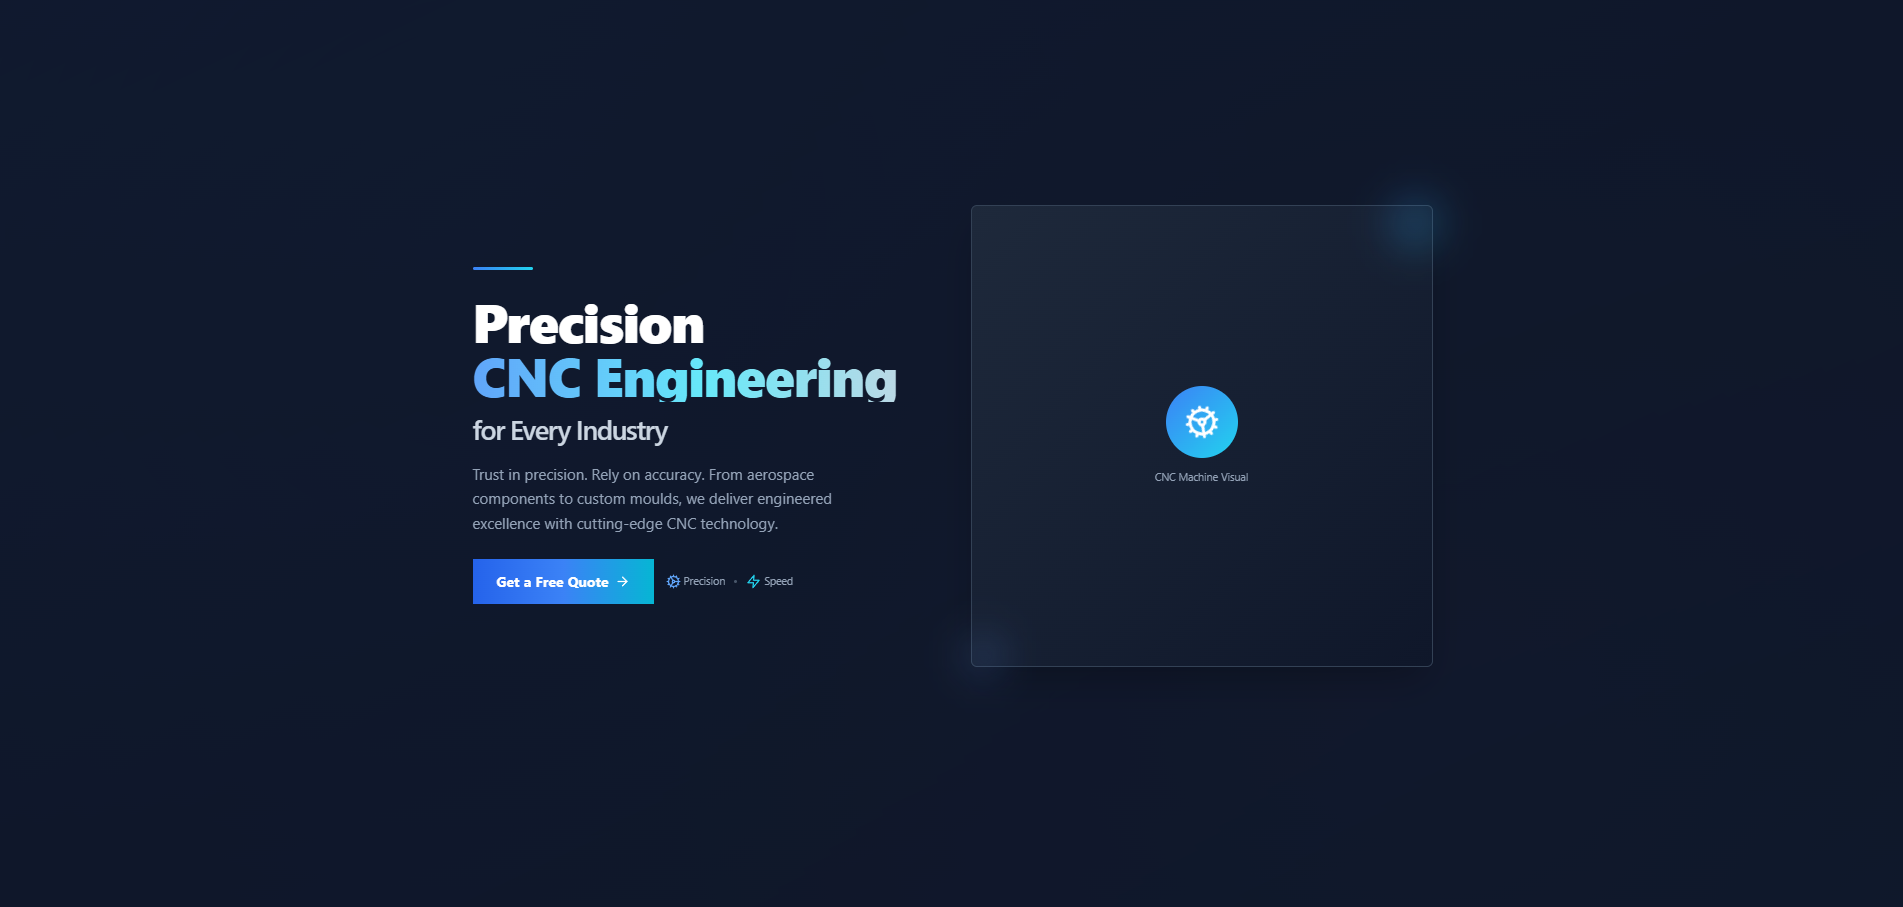 Precision
CNC Engineering
for Every Industry
Trust in precision. Rely on accuracy. From aerospace
components to custom moulds, we deliver engineered
excellence with cutting-edge CNC technology.
Get a Free Quote →
Precision • Speed
CNC Machine Visual